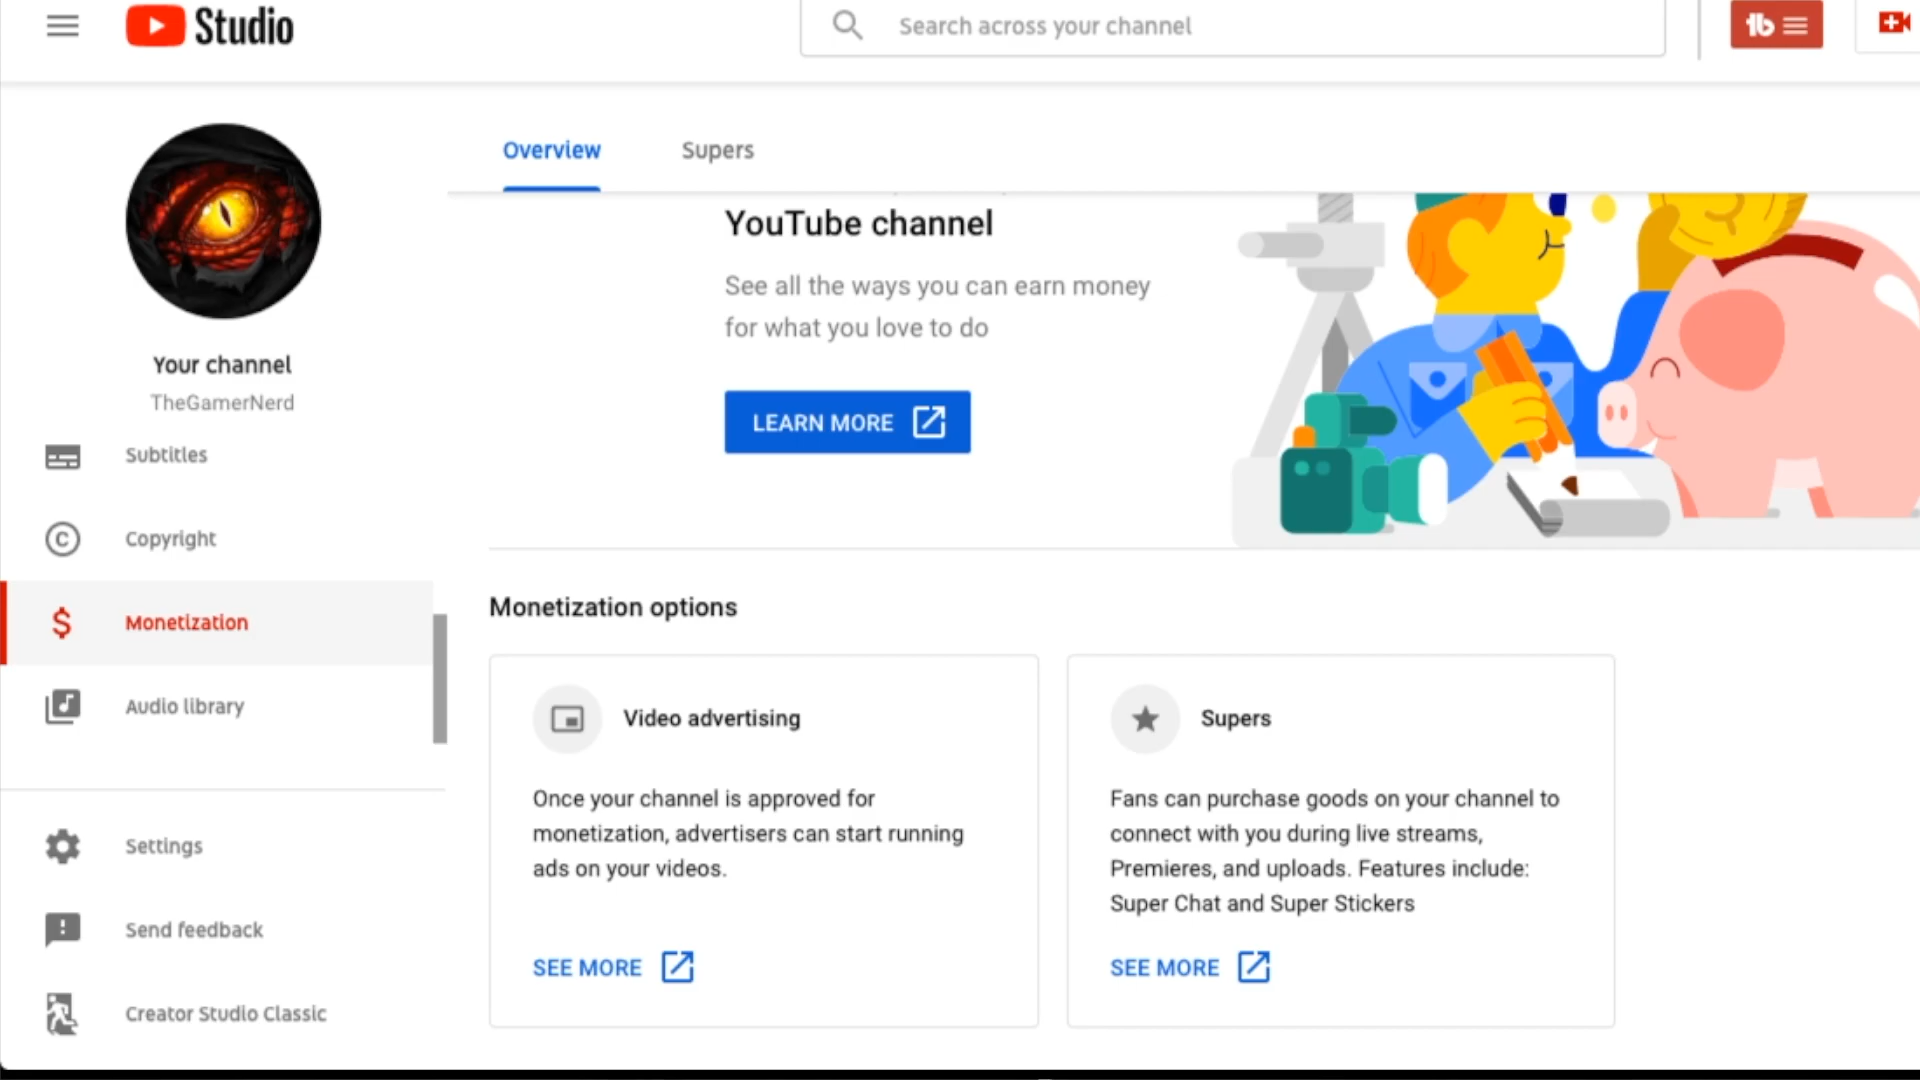 Studio
Search across your channel
Overview
Supers
YouTube channel
See all the ways you can earn money
for what you love to do
LEARN MORE
Your channel
TheGamerNerd
Subtitles
Copyright
Monetization
Audio library
Settings
Send feedback
Creator Studio Classic
Monetization options
Video advertising
Once your channel is approved for
monetization, advertisers can start running
ads on your videos.
SEE MORE
Supers
Fans can purchase goods on your channel to
connect with you during live streams,
Premieres, and uploads. Features include:
Super Chat and Super Stickers
SEE MORE